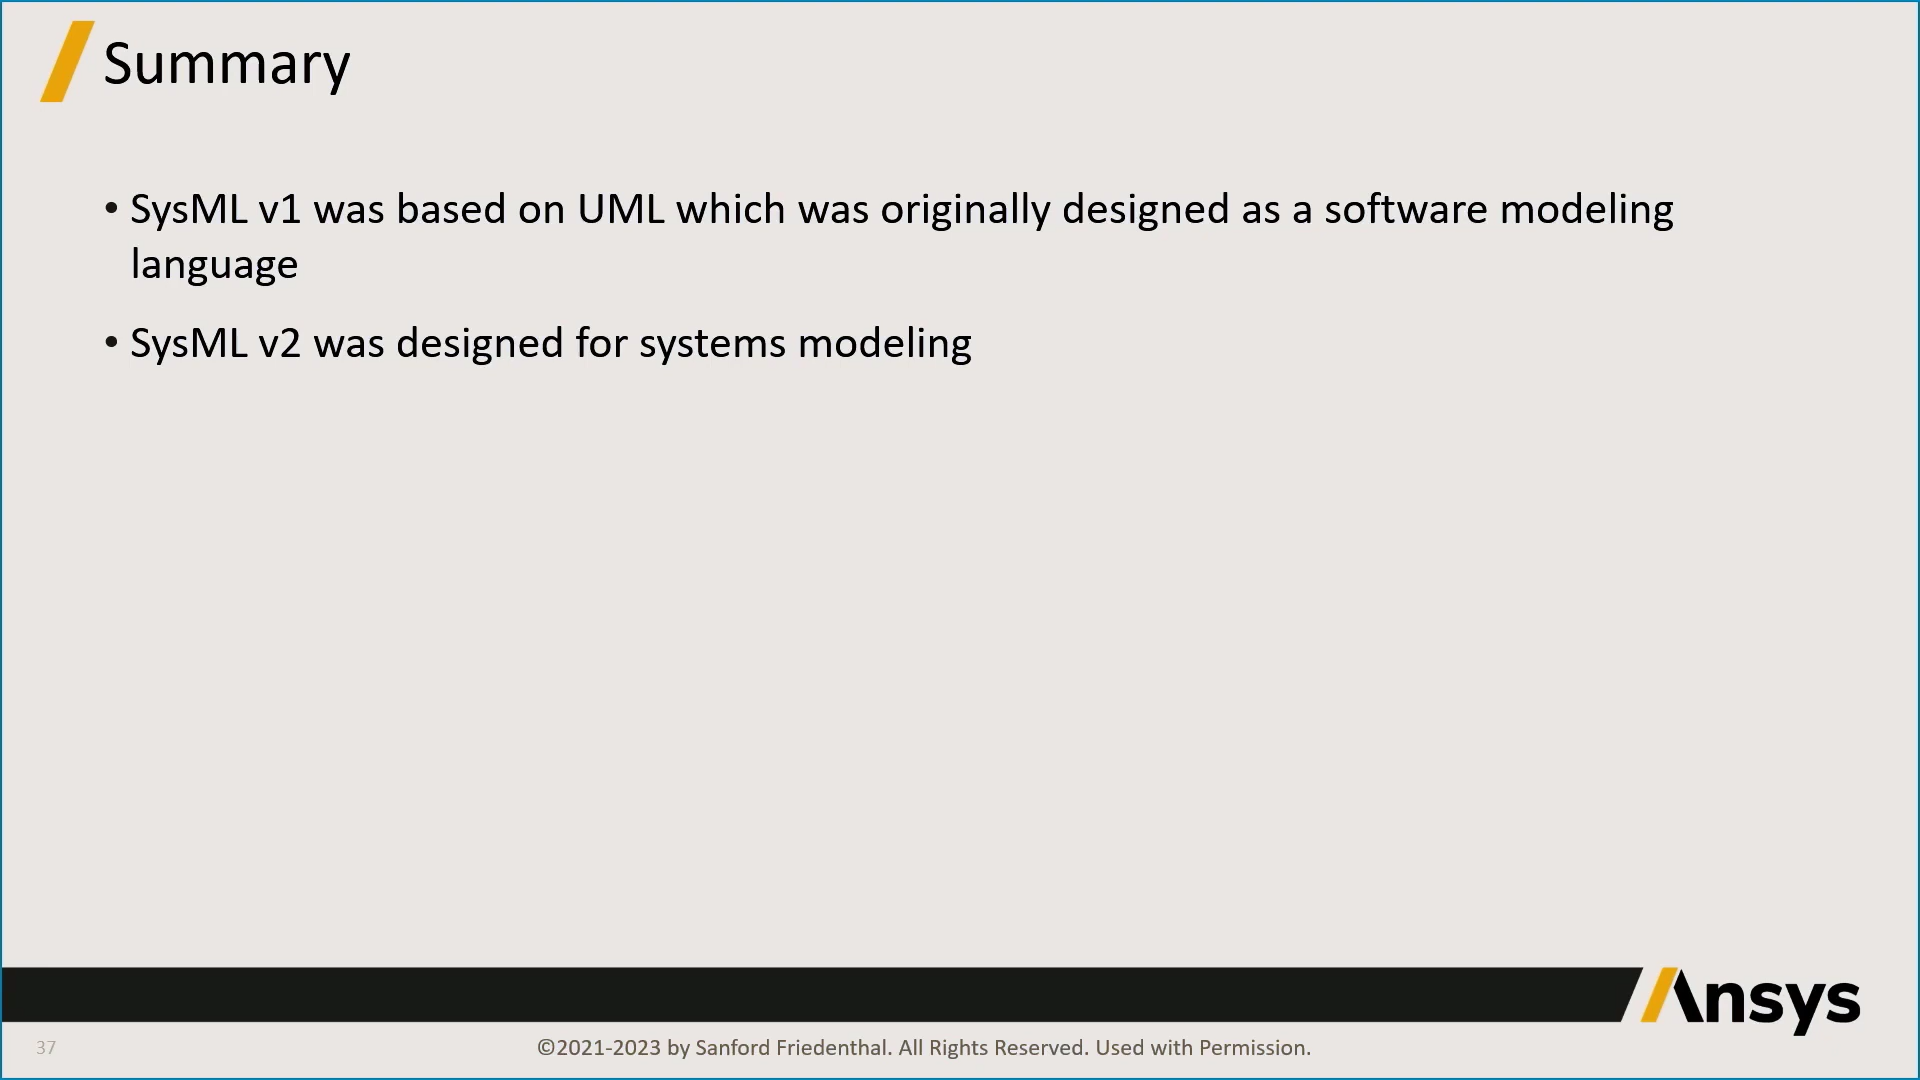 Summary
• SysML v1 was based on UML which was originally designed as a software modeling
language
• SysML v2 was designed for systems modeling
Ansys
37
©2021-2023 by Sanford Friedenthal. All Rights Reserved. Used with Permission.